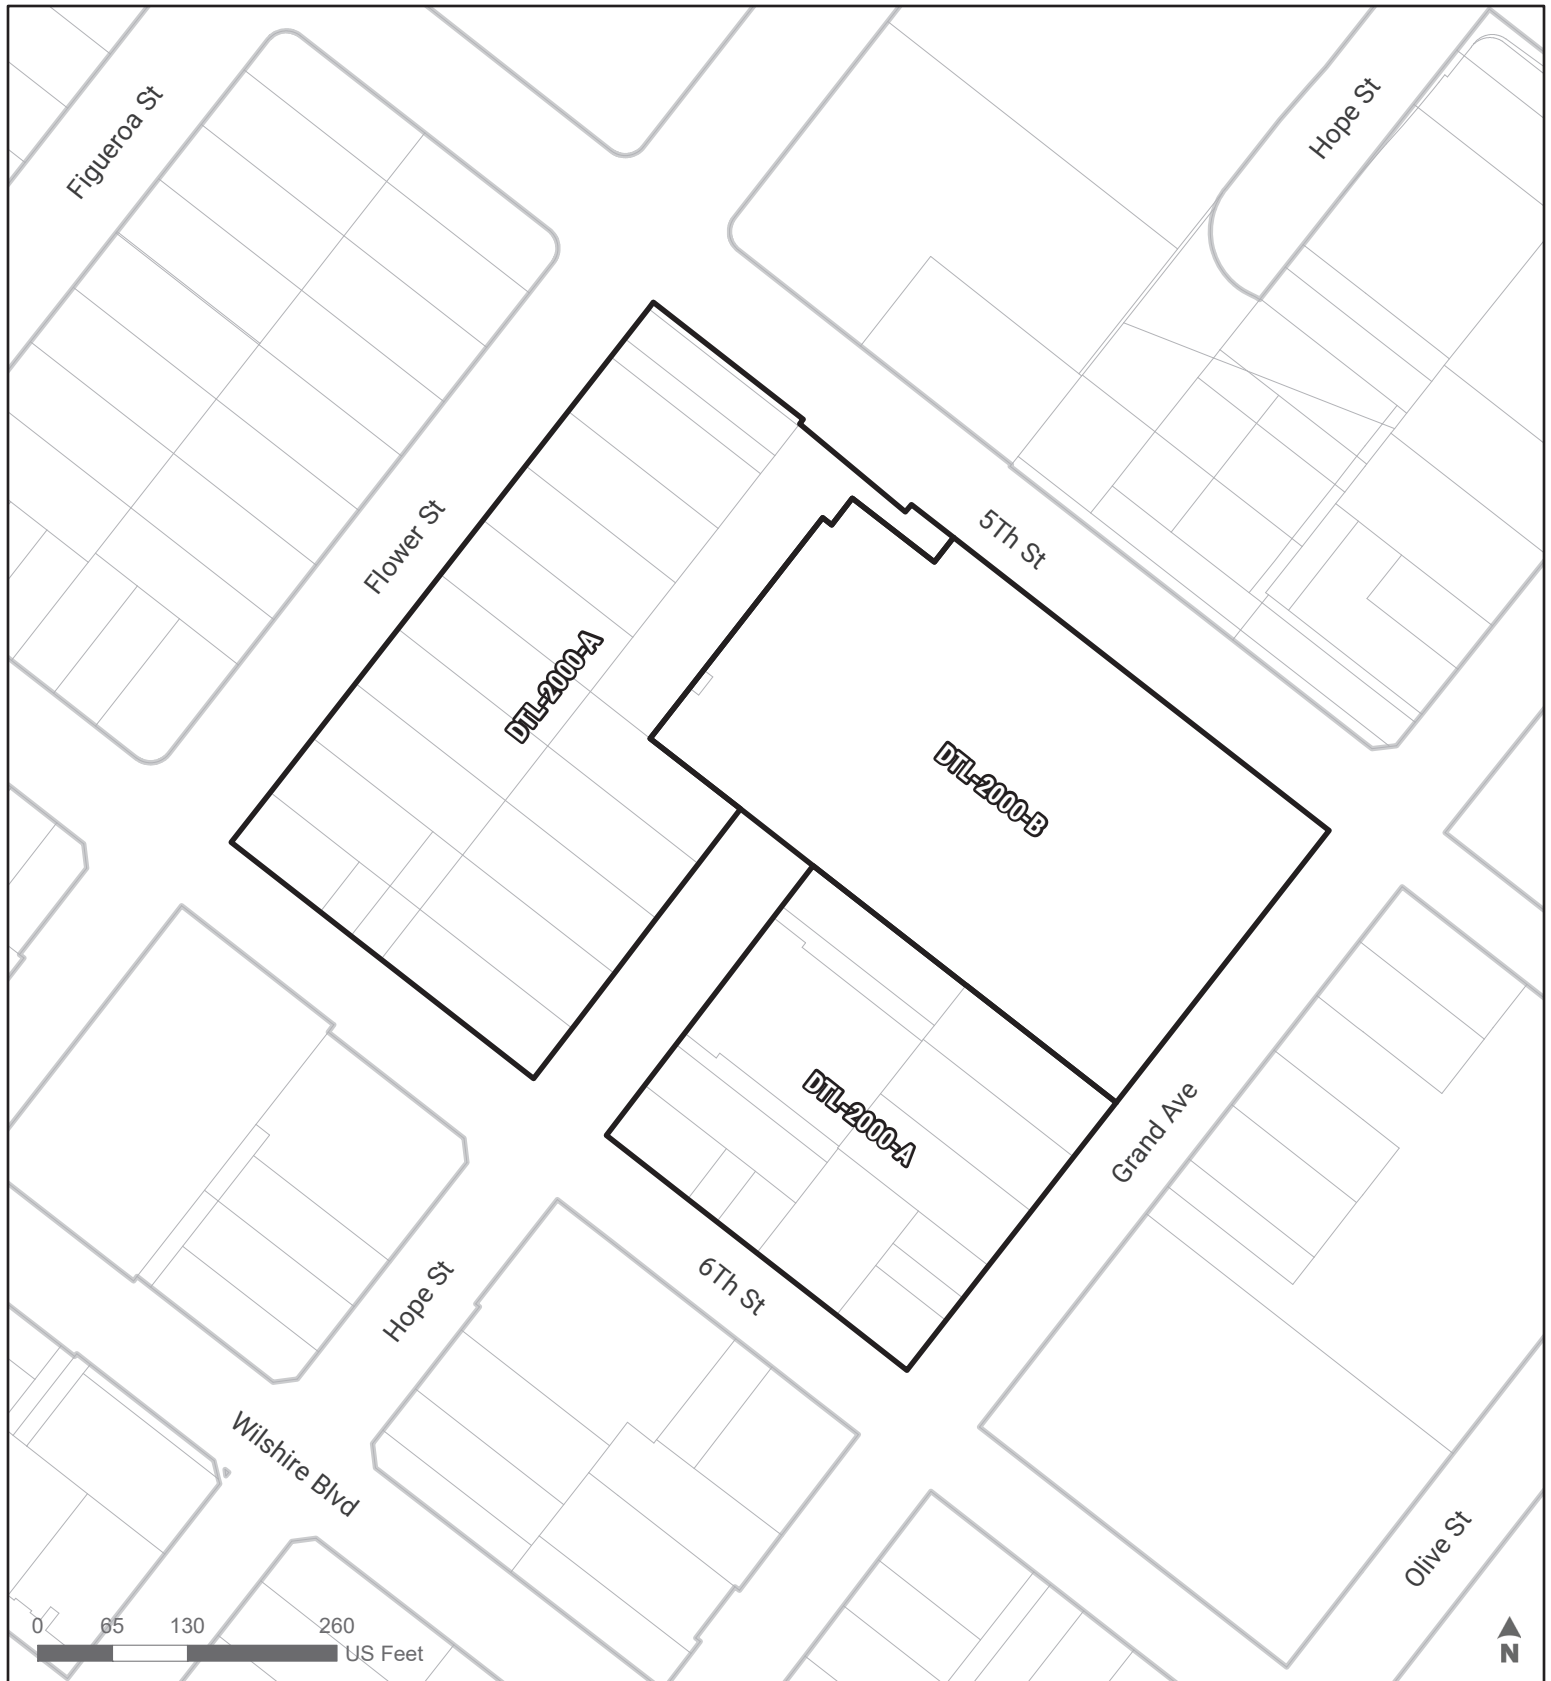 Figueroa St
Hope St
Flower St
5Th St
DTL-2000-A
DTL-2000-B
DTL-2000-A
Grand Ave
6Th St
Hope St
Wilshire Blvd
Olive St
0 65 130 260
US Feet
N